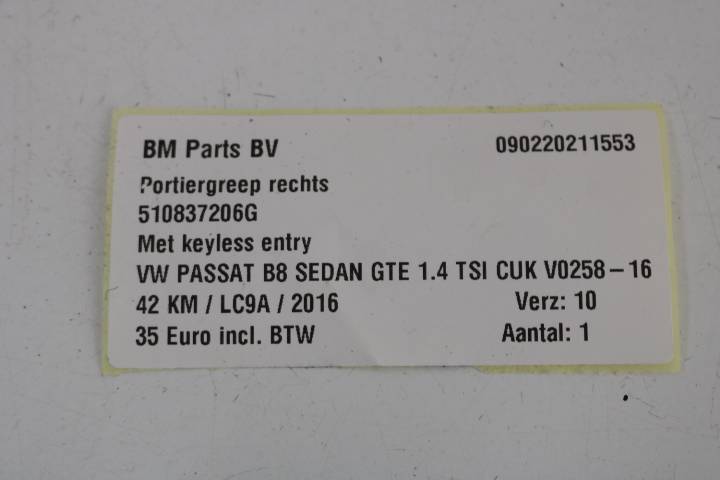 BM Parts BV 090220211553
Portiergreep rechts
510837206G
Met keyless entry
VW PASSAT B8 SEDAN GTE 1.4 TSI CUK V0258-16
42 KM / LC9A / 2016 Verz: 10
35 Euro incl. BTW Aantal: 1